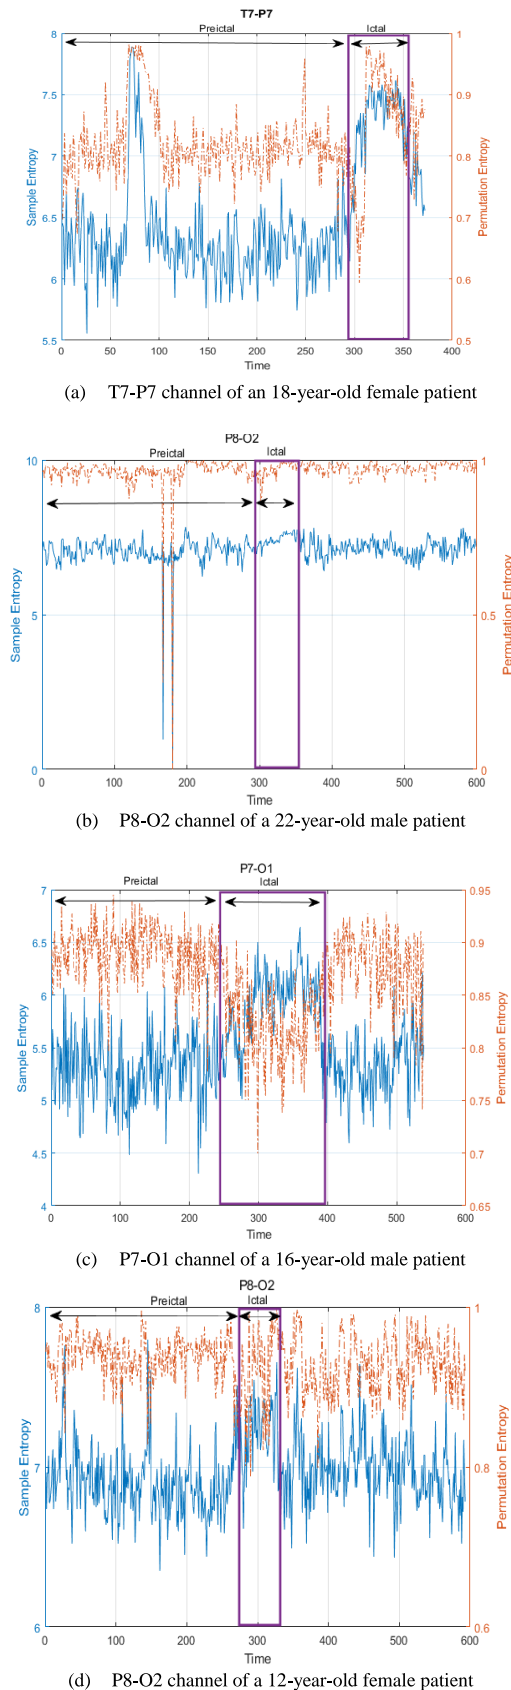 T7-P7
Preictal
Ictal
8
7.5
7
6.5
6
5.5
1
0.9
0.8
0.7
0.6
0.5
Sample Entropy
Permutation Entropy
0 50 100 150 200 250 300 350 400
Time
(a) T7-P7 channel of an 18-year-old female patient
P8-O2
Preictal
Ictal
10
5
0
1
0.5
0
Sample Entropy
Permutation Entropy
0 100 200 300 400 500 600
Time
(b) P8-O2 channel of a 22-year-old male patient
P7-O1
Preictal
Ictal
7
6.5
6
5.5
5
4.5
4
0.95
0.9
0.85
0.8
0.75
0.7
0.65
Sample Entropy
Permutation Entropy
0 100 200 300 400 500 600
Time
(c) P7-O1 channel of a 16-year-old male patient
P8-O2
Preictal
Ictal
8
7
6
1
0.8
0.6
Sample Entropy
Permutation Entropy
0 100 200 300 400 500 600
Time
(d) P8-O2 channel of a 12-year-old female patient